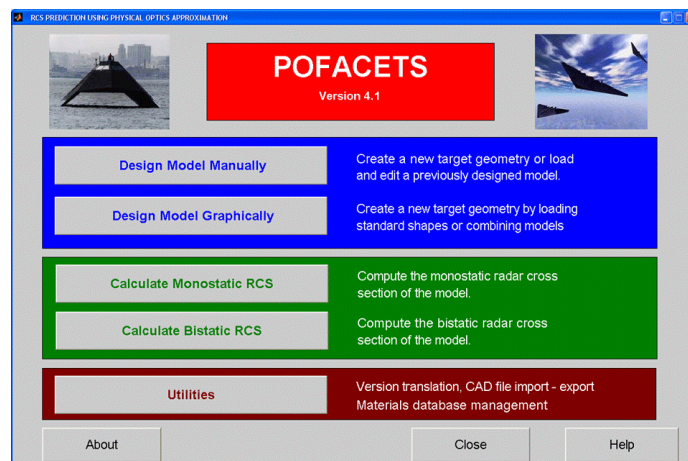 RCS PREDICTION USING PHYSICAL OPTICS APPROXIMATION
POFACETS
Version 4.1
Design Model Manually
Create a new target geometry or load
and edit a previously designed model.
Design Model Graphically
Create a new target geometry by loading
standard shapes or combining models
Calculate Monostatic RCS
Compute the monostatic radar cross
section of the model.
Calculate Bistatic RCS
Compute the bistatic radar cross
section of the model.
Utilities
Version translation, CAD file import - export
Materials database management
About
Close
Help